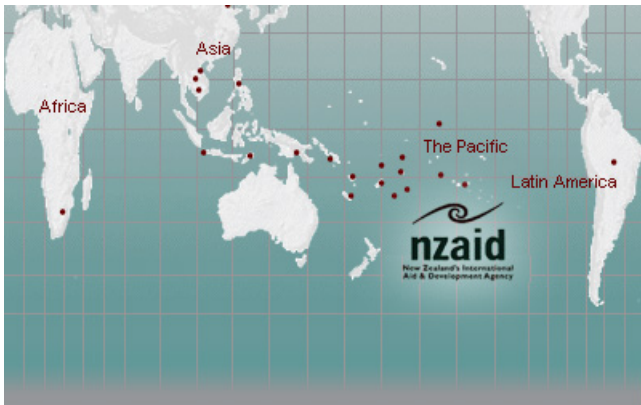 Asia
Africa
The Pacific
Latin America
nzaid
New Zealand's International
Aid & Development Agency